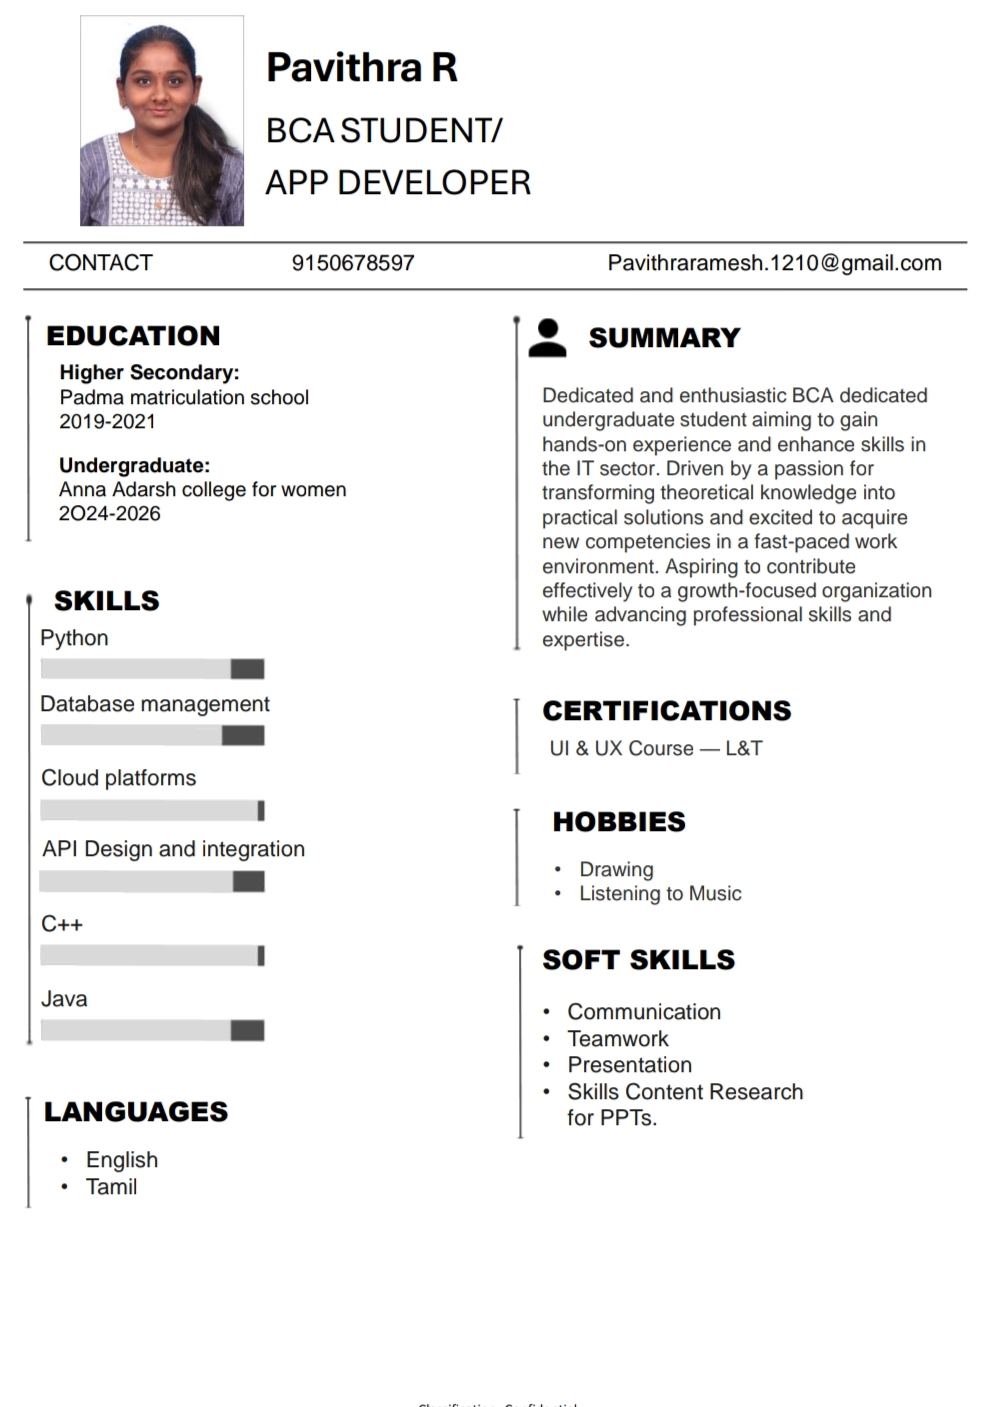 Pavithra R
BCA STUDENT/
APP DEVELOPER
CONTACT 9150678597 Pavithraramesh.1210@gmail.com
EDUCATION
Higher Secondary:
Padma matriculation school
2019-2021
Undergraduate:
Anna Adarsh college for women
2O24-2026
SKILLS
Python
Database management
Cloud platforms
API Design and integration
C++
Java
LANGUAGES
• English
• Tamil
SUMMARY
Dedicated and enthusiastic BCA dedicated
undergraduate student aiming to gain
hands-on experience and enhance skills in
the IT sector. Driven by a passion for
transforming theoretical knowledge into
practical solutions and excited to acquire
new competencies in a fast-paced work
environment. Aspiring to contribute
effectively to a growth-focused organization
while advancing professional skills and
expertise.
CERTIFICATIONS
UI & UX Course — L&T
HOBBIES
• Drawing
• Listening to Music
SOFT SKILLS
• Communication
• Teamwork
• Presentation
• Skills Content Research
for PPTs.